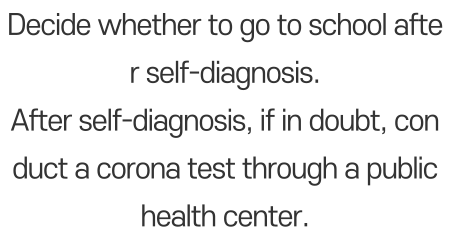 Decide whether to go to school afte
r self-diagnosis.
After self-diagnosis, if in doubt, con
duct a corona test through a public
health center.